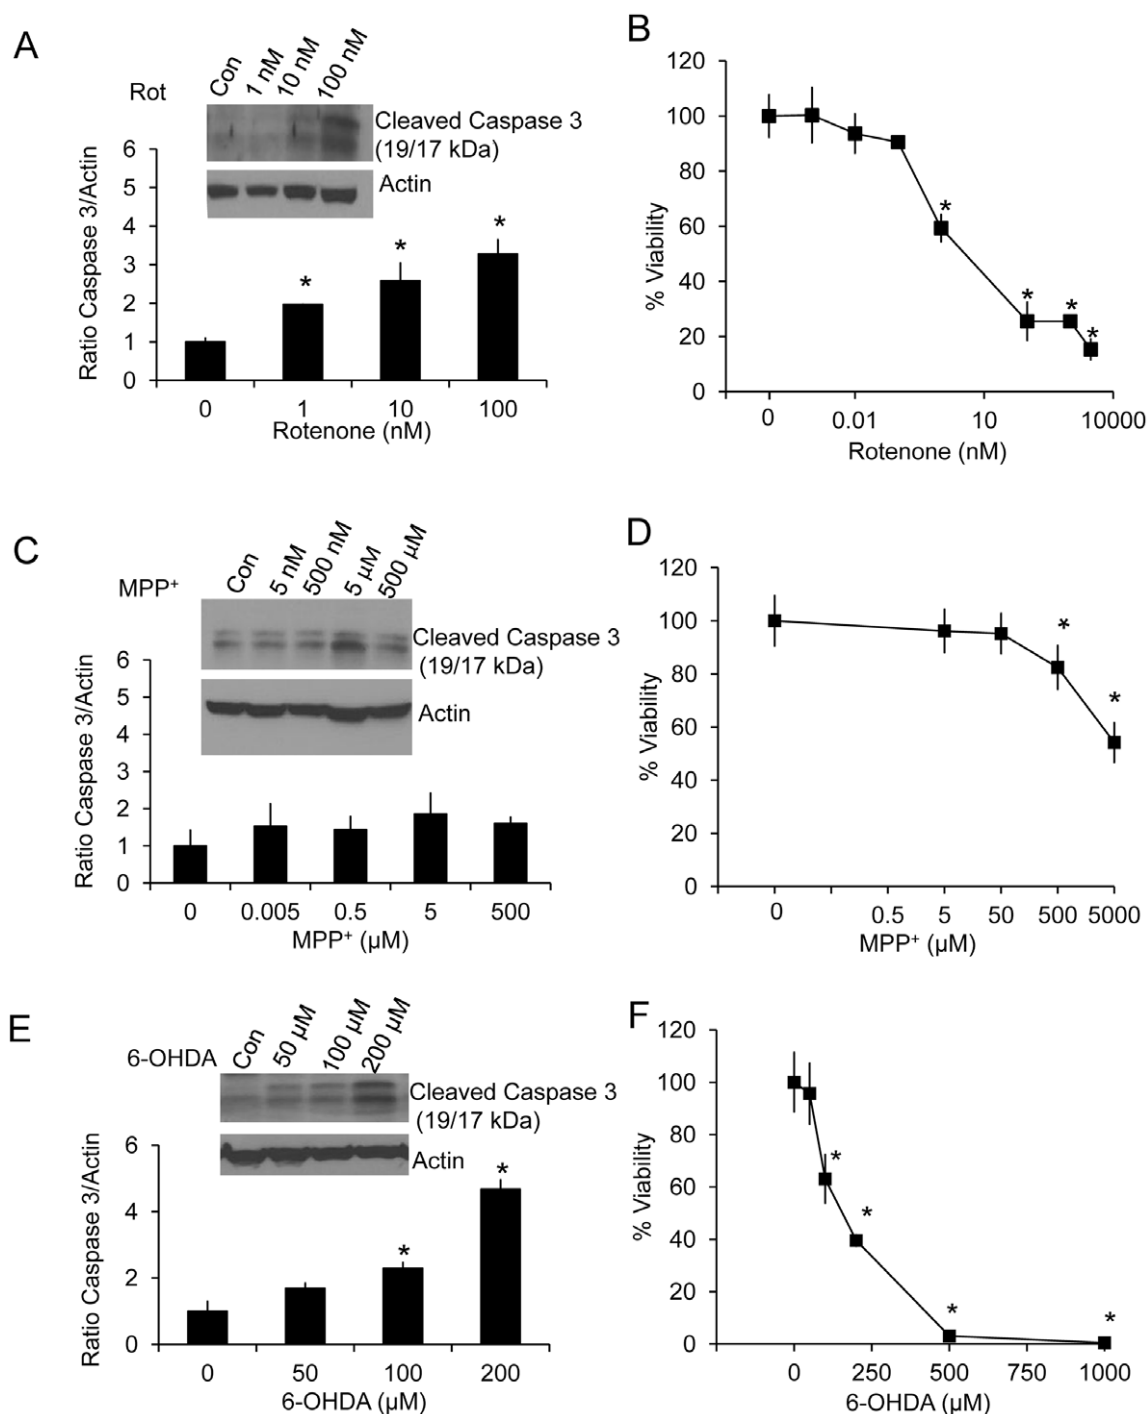 A
Rot
Con
1 nM
10 nM
100 nM
Cleaved Caspase 3
(19/17 kDa)
Actin
Ratio Caspase 3/Actin
6
5
4
3
2
1
0
* * *
0 1 10 100
Rotenone (nM)
B
% Viability
120
100
80
60
40
20
0
* * * *
0 0.01 10 10000
Rotenone (nM)
C
MPP⁺
Con
5 nM
500 nM
5 µM
500 µM
Cleaved Caspase 3
(19/17 kDa)
Actin
Ratio Caspase 3/Actin
6
5
4
3
2
1
0
0 0.005 0.5 5 500
MPP⁺ (µM)
D
% Viability
120
100
80
60
40
20
0
* *
0 0.5 5 50 500 5000
MPP⁺ (µM)
E
6-OHDA
Con
50 µM
100 µM
200 µM
Cleaved Caspase 3
(19/17 kDa)
Actin
Ratio Caspase 3/Actin
6
4
2
0
* *
0 50 100 200
6-OHDA (µM)
F
% Viability
120
100
80
60
40
20
0
* * * *
0 250 500 750 1000
6-OHDA (µM)